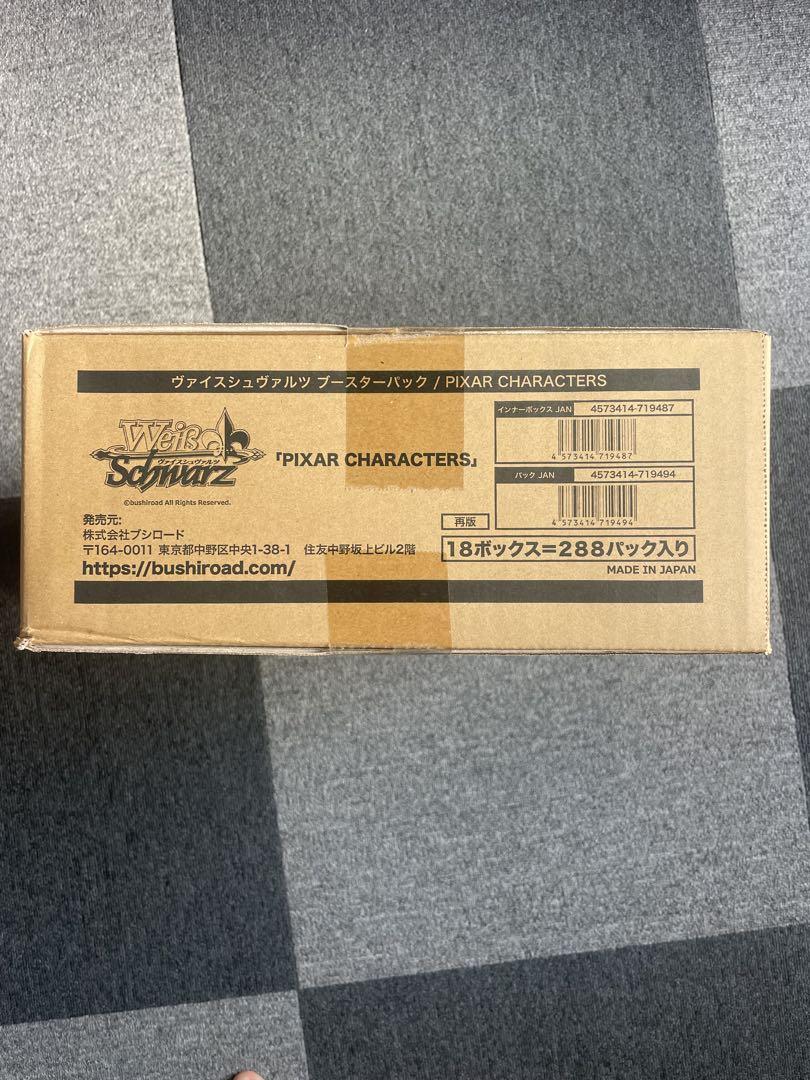 ヴァイスシュヴァルツ ブースターパック / PIXAR CHARACTERS
Weiß
ヴァイスシュヴァルツ
Schwarz
©bushiroad All Rights Reserved.
「PIXAR CHARACTERS」
インナーボックス JAN 4573414-719487
4 573414 719487
パック JAN 4573414-719494
4 573414 719494
発売元:
株式会社ブシロード
〒164-0011 東京都中野区中央1-38-1 住友中野坂上ビル2階
https://bushiroad.com/
再版
18ボックス=288パック入り
MADE IN JAPAN